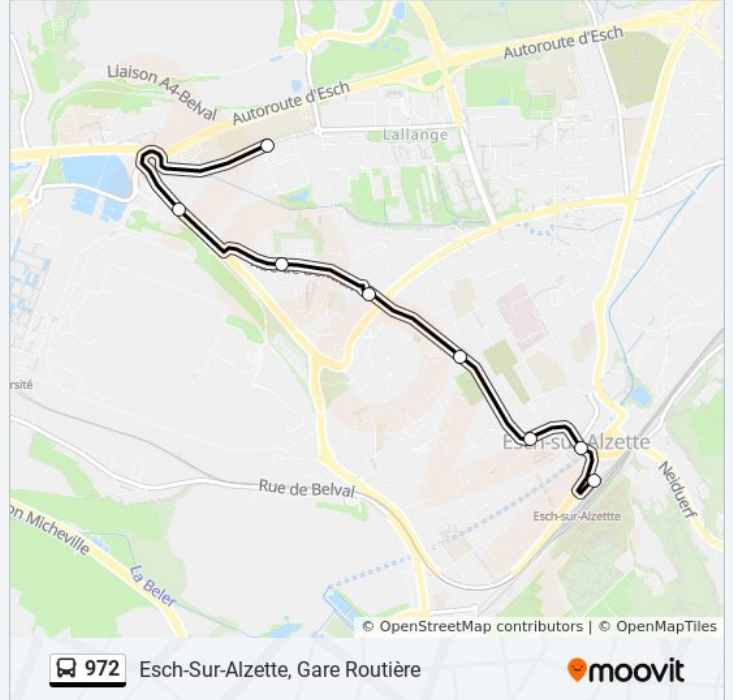 Autoroute d'Esch
Liaison A4-Belval
Autoroute d'Esch
Lallange
rsité
Esch-sur-Alzette
Rue de Belval
Neiduerf
Esch-sur-Alzettte
on Micheville
La Beler
© OpenStreetMap contributors | © OpenMapTiles
972 Esch-Sur-Alzette, Gare Routière
moovit